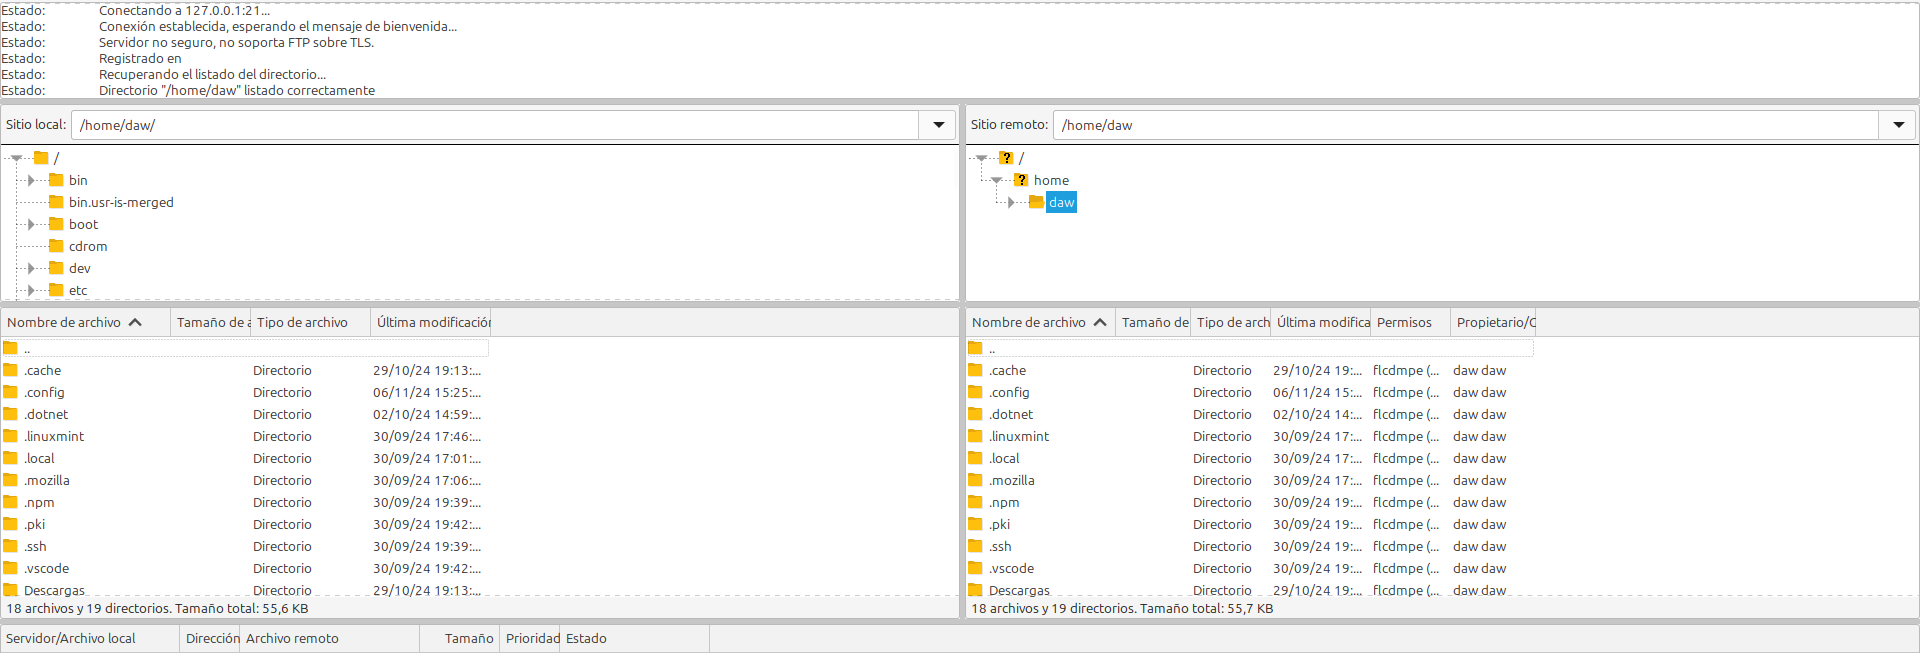 Estado: Conectando a 127.0.0.1:21...
Estado: Conexión establecida, esperando el mensaje de bienvenida...
Estado: Servidor no seguro, no soporta FTP sobre TLS.
Estado: Registrado en
Estado: Recuperando el listado del directorio...
Estado: Directorio "/home/daw" listado correctamente
Sitio local: /home/daw/
/
bin
bin.usr-is-merged
boot
cdrom
dev
etc
Sitio remoto: /home/daw
/
home
daw
Nombre de archivo Tamaño de a Tipo de archivo Última modificación
..
.cache Directorio 29/10/24 19:13:...
.config Directorio 06/11/24 15:25:...
.dotnet Directorio 02/10/24 14:59:...
.linuxmint Directorio 30/09/24 17:46:...
.local Directorio 30/09/24 17:01:...
.mozilla Directorio 30/09/24 17:06:...
.npm Directorio 30/09/24 19:39:...
.pki Directorio 30/09/24 19:42:...
.ssh Directorio 30/09/24 19:39:...
.vscode Directorio 30/09/24 19:42:...
Descargas Directorio 29/10/24 19:13:...
18 archivos y 19 directorios. Tamaño total: 55,6 KB
Nombre de archivo Tamaño de Tipo de arch Última modifica Permisos Propietario/G
..
.cache Directorio 29/10/24 19:... flcdmpe (... daw daw
.config Directorio 06/11/24 15:... flcdmpe (... daw daw
.dotnet Directorio 02/10/24 14:... flcdmpe (... daw daw
.linuxmint Directorio 30/09/24 17:... flcdmpe (... daw daw
.local Directorio 30/09/24 17:... flcdmpe (... daw daw
.mozilla Directorio 30/09/24 17:... flcdmpe (... daw daw
.npm Directorio 30/09/24 19:... flcdmpe (... daw daw
.pki Directorio 30/09/24 19:... flcdmpe (... daw daw
.ssh Directorio 30/09/24 19:... flcdmpe (... daw daw
.vscode Directorio 30/09/24 19:... flcdmpe (... daw daw
Descargas Directorio 29/10/24 19:... flcdmpe (... daw daw
18 archivos y 19 directorios. Tamaño total: 55,7 KB
Servidor/Archivo local Dirección Archivo remoto Tamaño Prioridad Estado